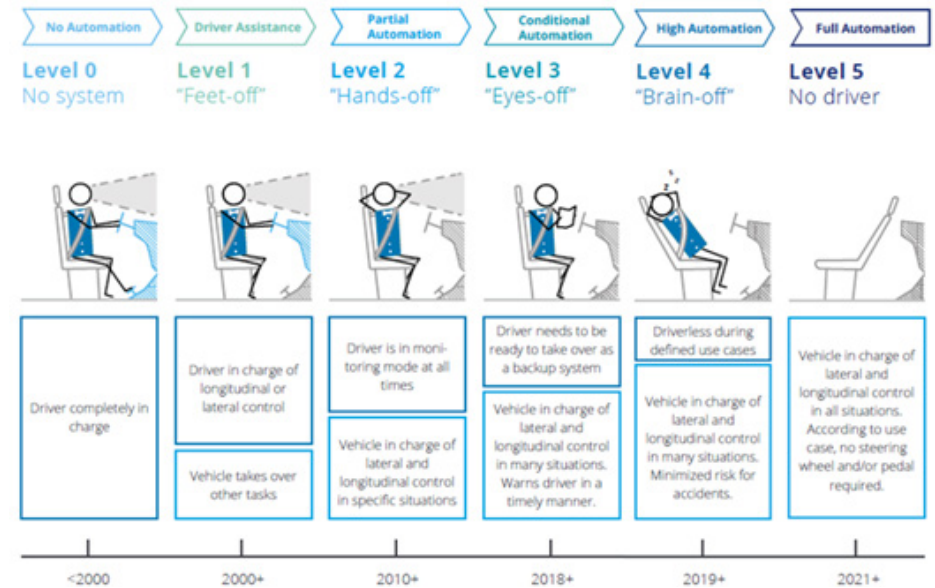 No Automation
Driver Assistance
Partial
Automation
Conditional
Automation
High Automation
Full Automation
Level 0
No system
Level 1
“Feet-off”
Level 2
“Hands-off”
Level 3
“Eyes-off”
Level 4
“Brain-off”
Level 5
No driver
z
z
z
Driver completely in
charge
Driver in charge of
longitudinal or
lateral control
Vehicle takes over
other tasks
Driver is in moni-
toring mode at all
times
Vehicle in charge of
lateral and
longitudinal control
in specific situations
Driver needs to be
ready to take over as
a backup system
Vehicle in charge of
lateral and
longitudinal control
in many situations.
Warns driver in a
timely manner.
Driverless during
defined use cases
Vehicle in charge of
lateral and
longitudinal control
in many situations.
Minimized risk for
accidents.
Vehicle in charge of
lateral and
longitudinal control
in all situations.
According to use
case, no steering
wheel and/or pedal
required.
<2000
2000+
2010+
2018+
2019+
2021+